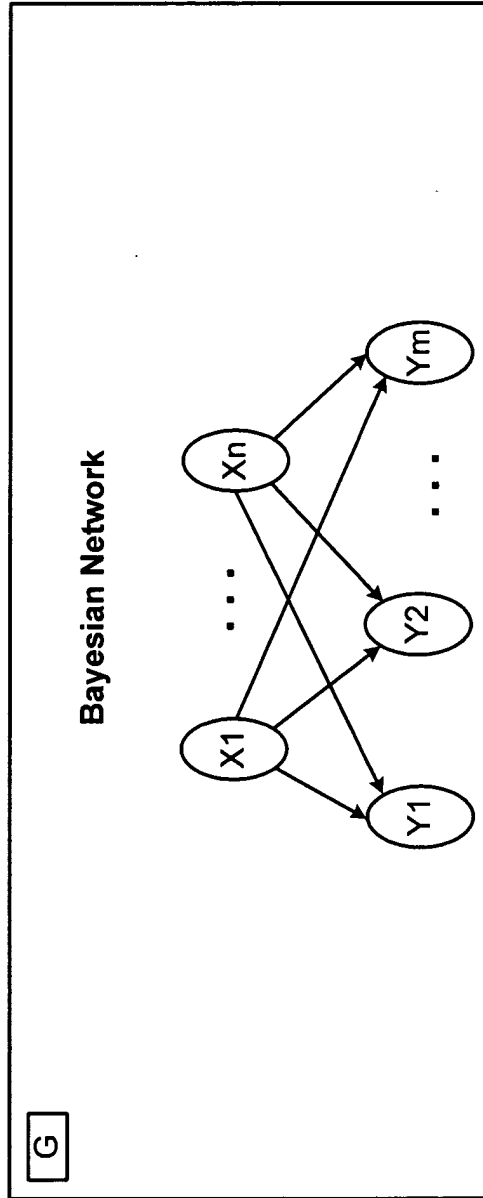 G
Bayesian Network
X1 . . . Xn
Y1 Y2 . . . Ym